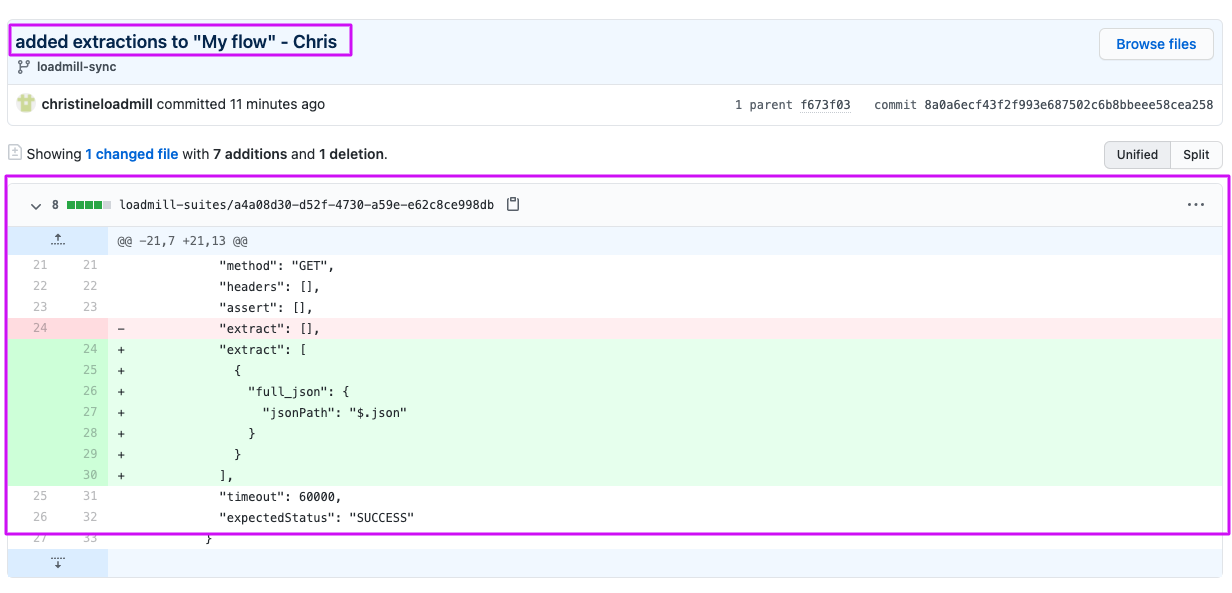 added extractions to "My flow" - Chris
Browse files
loadmill-sync
christineloadmill committed 11 minutes ago
1 parent f673f03 commit 8a0a6ecf43f2f993e687502c6b8bbeee58cea258
Showing 1 changed file with 7 additions and 1 deletion.
Unified Split
8 loadmill-suites/a4a08d30-d52f-4730-a59e-e62c8ce998db
@@ -21,7 +21,13 @@
21 21 "method": "GET",
22 22 "headers": [],
23 23 "assert": [],
24 - "extract": [],
24 + "extract": [
25 + {
26 + "full_json": {
27 + "jsonPath": "$.json"
28 + }
29 + }
30 + ],
25 31 "timeout": 60000,
26 32 "expectedStatus": "SUCCESS"
27 33 }